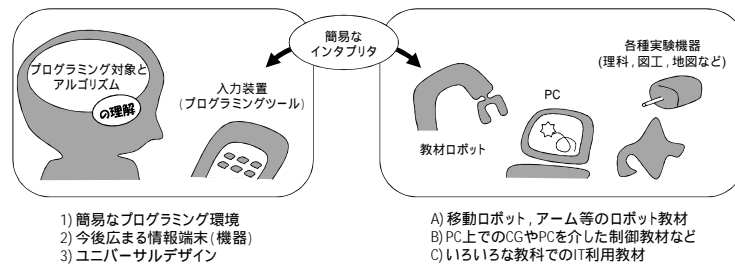 簡易な
インタプリタ
プログラミング対象と
アルゴリズム
の理解
入力装置
(プログラミングツール)
各種実験機器
(理科,図工,地図など)
PC
教材ロボット
1) 簡易なプログラミング環境
2) 今後広まる情報端末(機器)
3) ユニバーサルデザイン
A) 移動ロボット,アーム等のロボット教材
B) PC上でのCGやPCを介した制御教材など
C) いろいろな教科でのIT利用教材